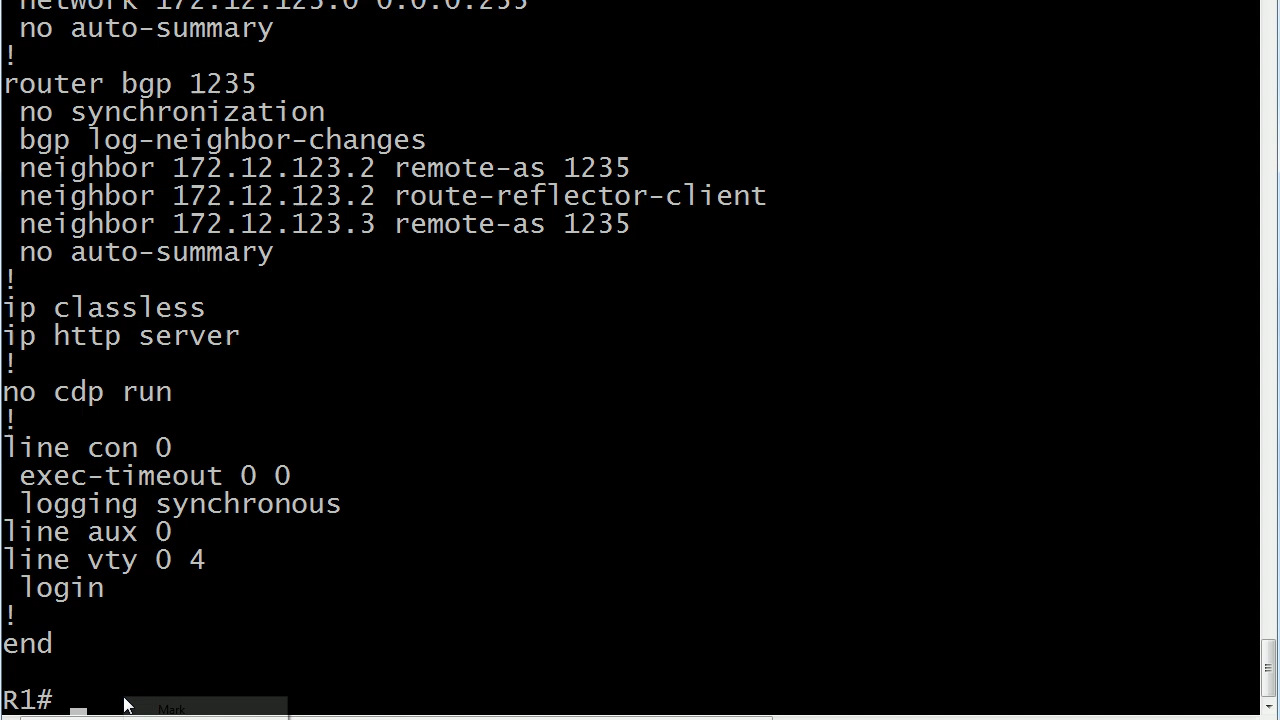 network 172.12.123.0 0.0.0.255
no auto-summary
!
router bgp 1235
no synchronization
bgp log-neighbor-changes
neighbor 172.12.123.2 remote-as 1235
neighbor 172.12.123.2 route-reflector-client
neighbor 172.12.123.3 remote-as 1235
no auto-summary
!
ip classless
ip http server
!
no cdp run
!
line con 0
exec-timeout 0 0
logging synchronous
line aux 0
line vty 0 4
login
!
end
R1#
Mark